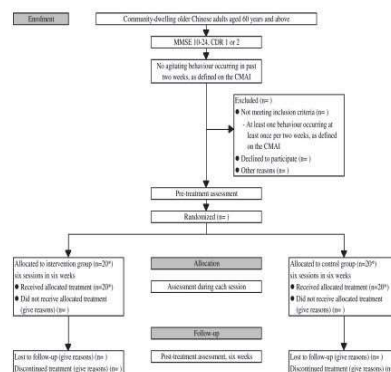 Enrolment
Community-dwelling older Chinese adults aged 60 years and above
MMSE 10-24, CDR 1 or 2
No agitating behaviour occurring in past
two weeks, as defined on the CMAI
Excluded (n= )
● Not meeting inclusion criteria (n= )
- At least one behaviour occurring at
least once per two weeks, as defined
on the CMAI
● Declined to participate (n= )
● Other reasons (n= )
Pre-treatment assessment
Randomized (n= )
Allocated to intervention group (n=20*)
six sessions in six weeks
● Received allocated treatment (n=20*)
● Did not receive allocated treatment
(give reasons) (n= )
Allocation
Assessment during each session
Allocated to control group (n=20*)
six sessions in six weeks
● Received allocated treatment (n=20*)
● Did not receive allocated treatment
(give reasons) (n= )
Follow-up
Lost to follow-up (give reasons) (n= )
Discontinued treatment (give reasons) (n=
Post-treatment assessment, six weeks
Lost to follow-up (give reasons) (n= )
Discontinued treatment (give reasons) (n=